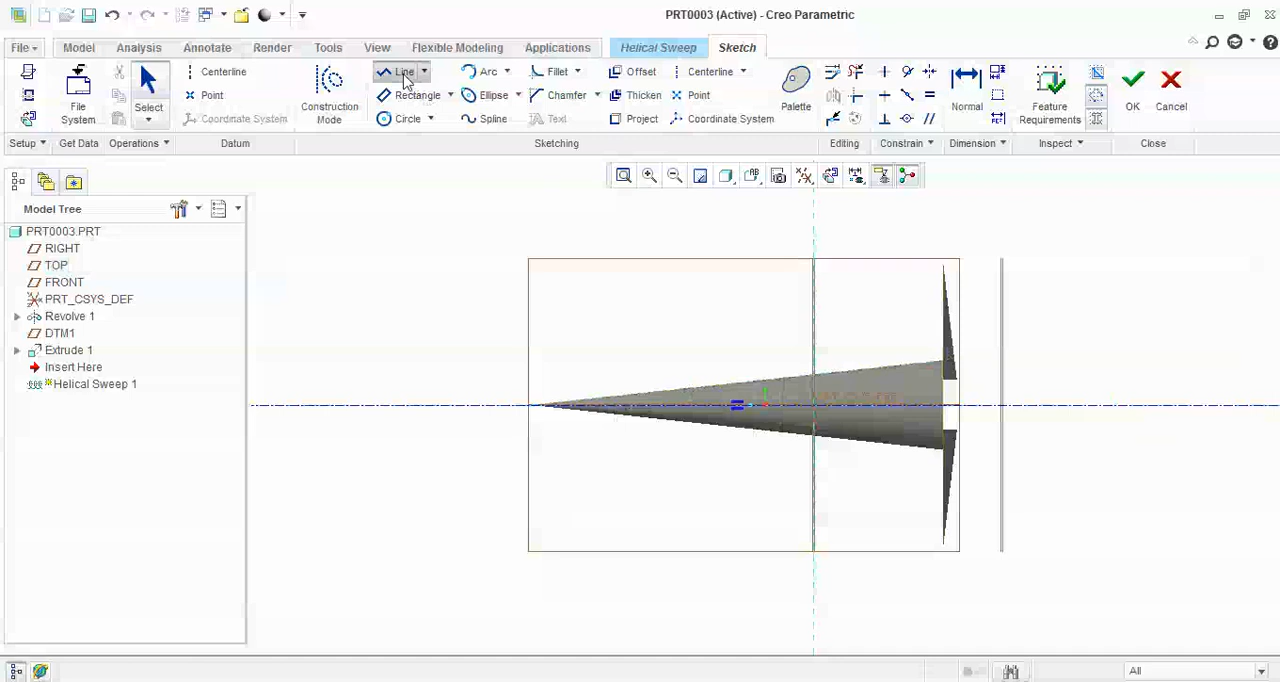 PRT0003 (Active) - Creo Parametric
File Model Analysis Annotate Render Tools View Flexible Modeling Applications Helical Sweep Sketch
File System
Select
Centerline
Point
Coordinate System
Construction Mode
Line
Rectangle
Circle
Arc
Ellipse
Spline
Fillet
Chamfer
Text
Offset
Thicken
Project
Centerline
Point
Coordinate System
Palette
Normal
Feature Requirements
OK
Cancel
Setup Get Data Operations Datum Sketching Editing Constrain Dimension Inspect Close
Model Tree
PRT0003.PRT
RIGHT
TOP
FRONT
PRT_CSYS_DEF
Revolve 1
DTM1
Extrude 1
Insert Here
Helical Sweep 1
All